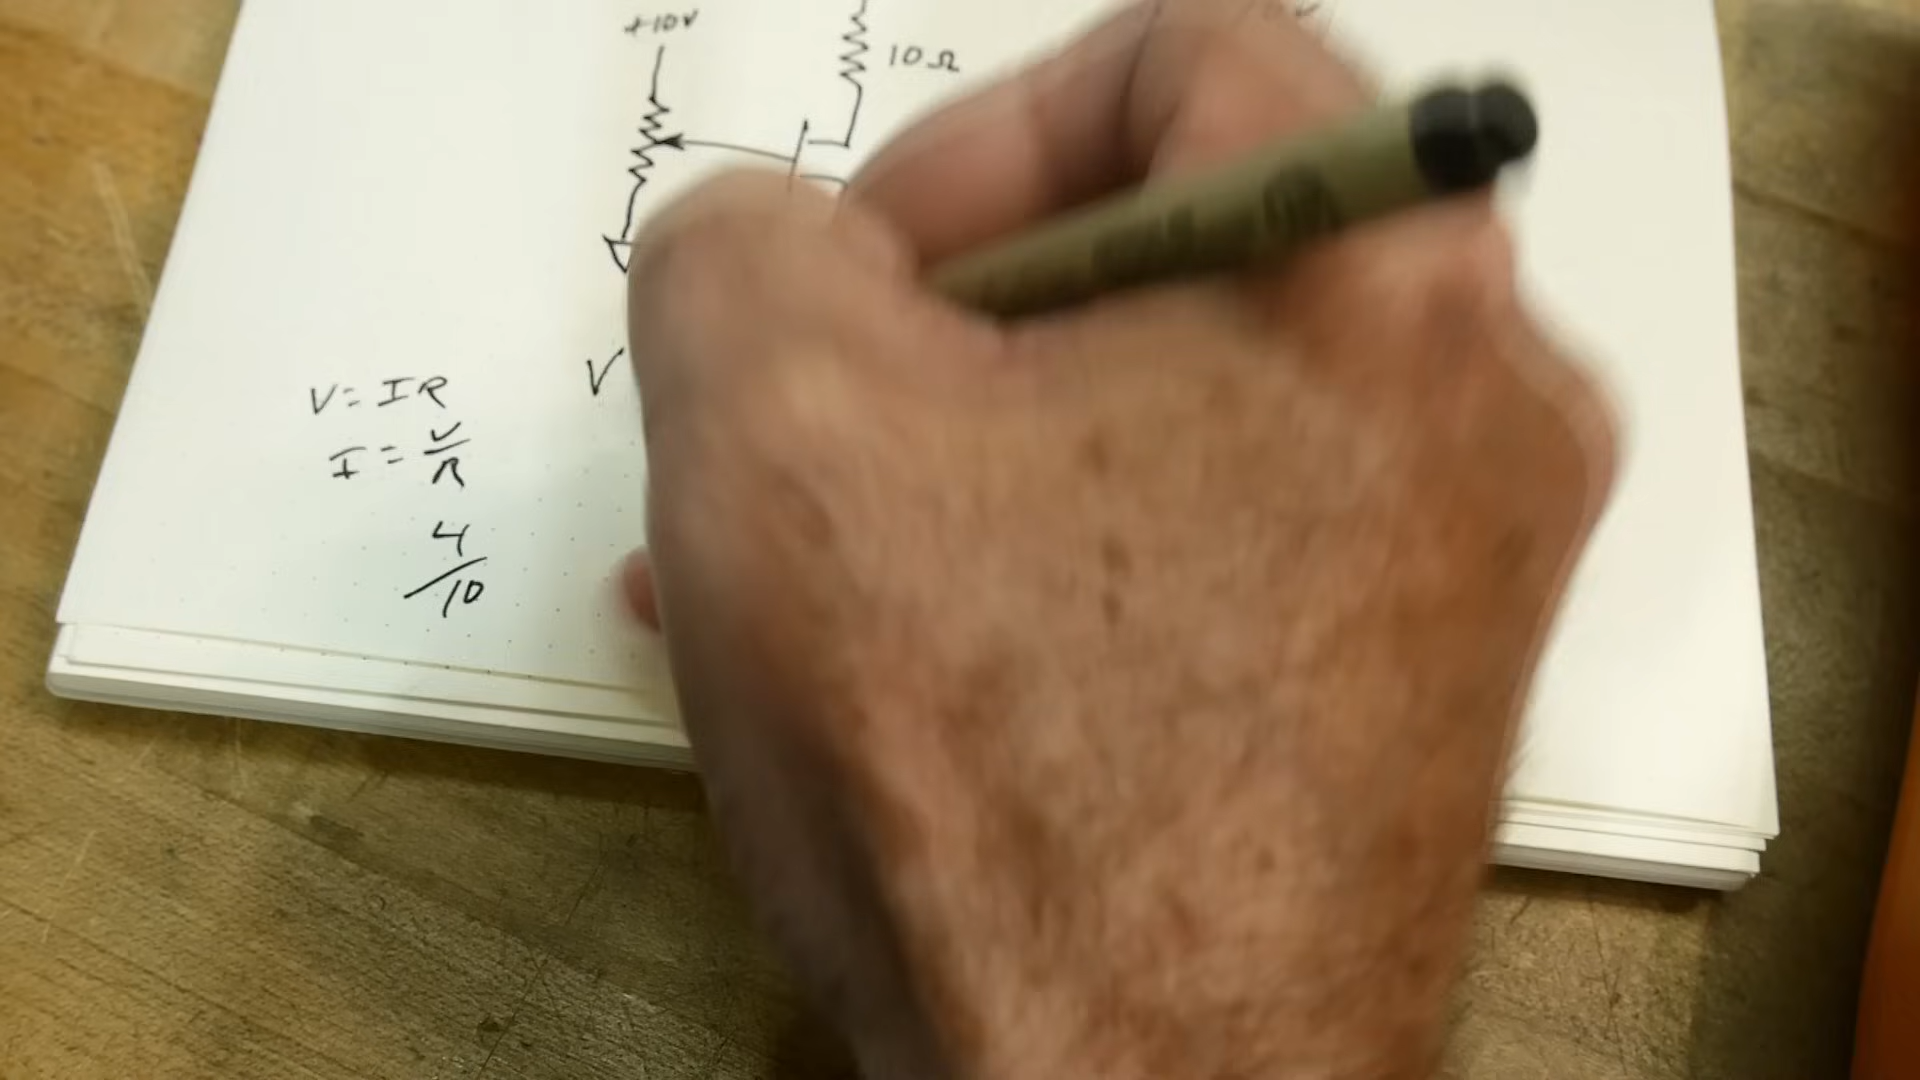 +10V
10Ω
V
V = IR
I = V/R
4/10